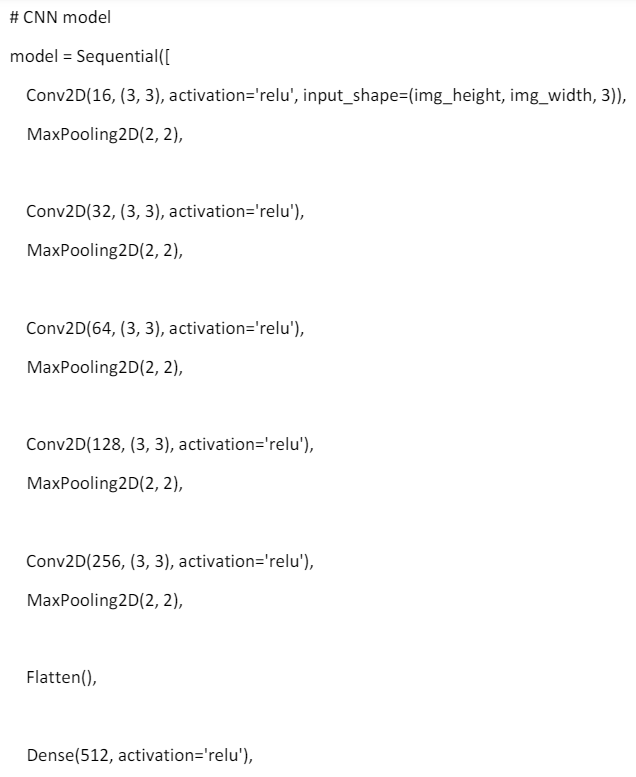 # CNN model
model = Sequential([
Conv2D(16, (3, 3), activation='relu', input_shape=(img_height, img_width, 3)),
MaxPooling2D(2, 2),
Conv2D(32, (3, 3), activation='relu'),
MaxPooling2D(2, 2),
Conv2D(64, (3, 3), activation='relu'),
MaxPooling2D(2, 2),
Conv2D(128, (3, 3), activation='relu'),
MaxPooling2D(2, 2),
Conv2D(256, (3, 3), activation='relu'),
MaxPooling2D(2, 2),
Flatten(),
Dense(512, activation='relu'),